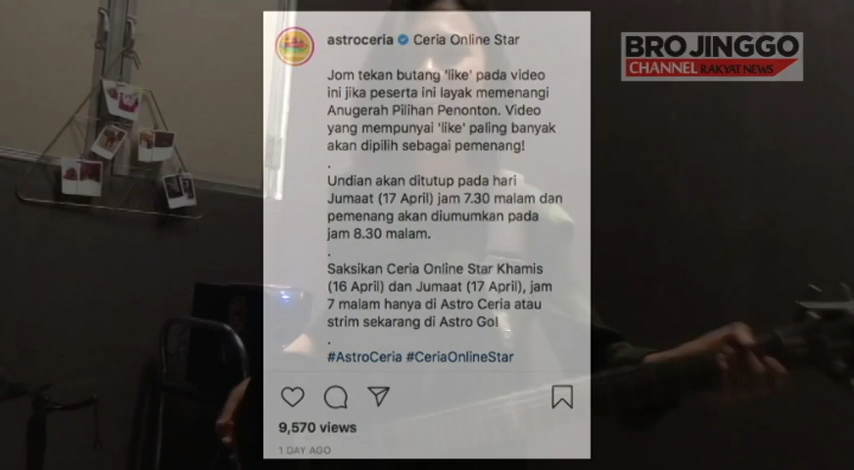 astroceria Ceria Online Star
BRO JINGGO
CHANNEL RAKYAT NEWS
Jom tekan butang 'like' pada video
ini jika peserta ini layak memenangi
Anugerah Pilihan Penonton. Video
yang mempunyai 'like' paling banyak
akan dipilih sebagai pemenang!
.
Undian akan ditutup pada hari
Jumaat (17 April) jam 7.30 malam dan
pemenang akan diumumkan pada
jam 8.30 malam.
.
Saksikan Ceria Online Star Khamis
(16 April) dan Jumaat (17 April), jam
7 malam hanya di Astro Ceria atau
strim sekarang di Astro Go!
.
#AstroCeria #CeriaOnlineStar
9,570 views
1 DAY AGO